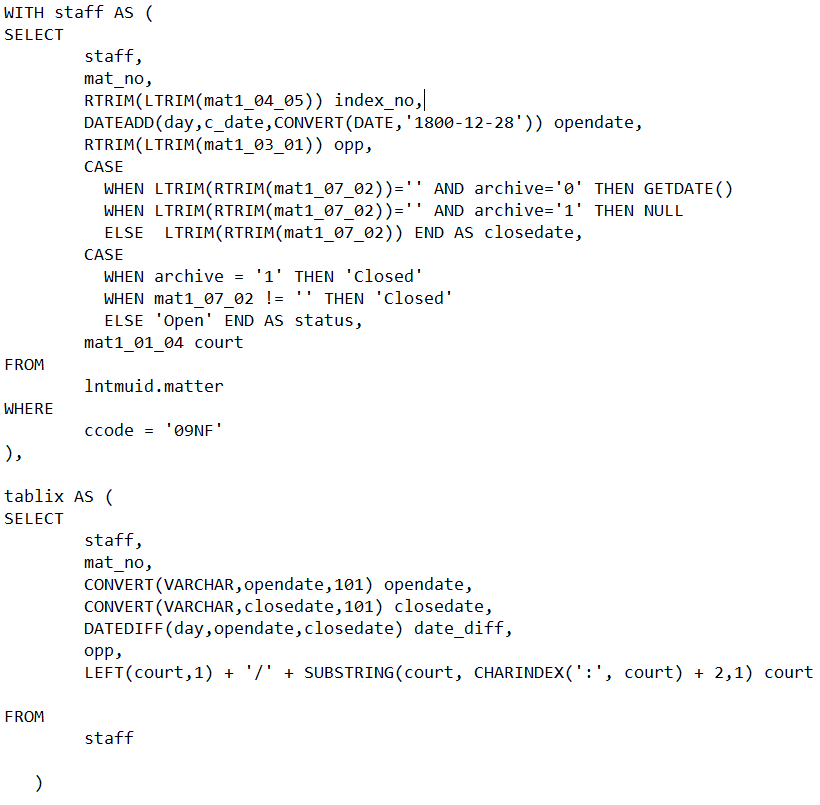 WITH staff AS (
SELECT
        staff,
        mat_no,
        RTRIM(LTRIM(mat1_04_05)) index_no,
        DATEADD(day,c_date,CONVERT(DATE,'1800-12-28')) opendate,
        RTRIM(LTRIM(mat1_03_01)) opp,
        CASE
          WHEN LTRIM(RTRIM(mat1_07_02))='' AND archive='0' THEN GETDATE()
          WHEN LTRIM(RTRIM(mat1_07_02))='' AND archive='1' THEN NULL
          ELSE  LTRIM(RTRIM(mat1_07_02)) END AS closedate,
        CASE
          WHEN archive = '1' THEN 'Closed'
          WHEN mat1_07_02 != '' THEN 'Closed'
          ELSE 'Open' END AS status,
        mat1_01_04 court
FROM
        lntmuid.matter
WHERE
        ccode = '09NF'
),

tablix AS (
SELECT
        staff,
        mat_no,
        CONVERT(VARCHAR,opendate,101) opendate,
        CONVERT(VARCHAR,closedate,101) closedate,
        DATEDIFF(day,opendate,closedate) date_diff,
        opp,
        LEFT(court,1) + '/' + SUBSTRING(court, CHARINDEX(':', court) + 2,1) court

FROM
        staff

   )